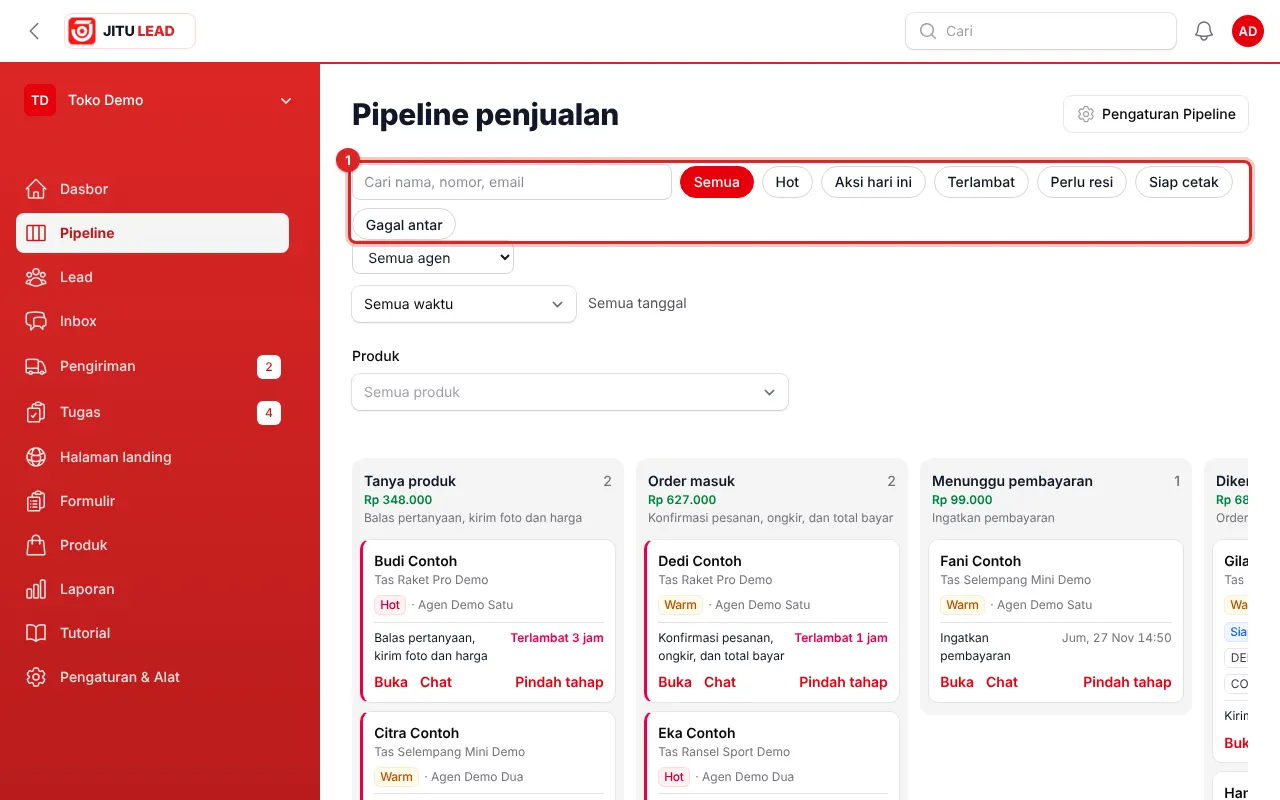 JITU LEAD
Cari
AD
TD
Toko Demo
Dasbor
Pipeline
Lead
Inbox
Pengiriman
2
Tugas
4
Halaman landing
Formulir
Produk
Laporan
Tutorial
Pengaturan & Alat
Pipeline penjualan
Pengaturan Pipeline
1
Cari nama, nomor, email
Semua
Hot
Aksi hari ini
Terlambat
Perlu resi
Siap cetak
Gagal antar
Semua agen
Semua waktu
Semua tanggal
Produk
Semua produk
Tanya produk
2
Rp 348.000
Balas pertanyaan, kirim foto dan harga
Budi Contoh
Tas Raket Pro Demo
Hot · Agen Demo Satu
Balas pertanyaan,
kirim foto dan harga
Terlambat 3 jam
Buka
Chat
Pindah tahap
Citra Contoh
Tas Selempang Mini Demo
Warm · Agen Demo Dua
Order masuk
2
Rp 627.000
Konfirmasi pesanan, ongkir, dan total bayar
Dedi Contoh
Tas Raket Pro Demo
Warm · Agen Demo Satu
Konfirmasi pesanan,
ongkir, dan total bayar
Terlambat 1 jam
Buka
Chat
Pindah tahap
Eka Contoh
Tas Ransel Sport Demo
Hot · Agen Demo Dua
Menunggu pembayaran
1
Rp 99.000
Ingatkan pembayaran
Fani Contoh
Tas Selempang Mini Demo
Warm · Agen Demo Satu
Ingatkan
pembayaran
Jum, 27 Nov 14:50
Buka
Chat
Pindah tahap
Rp 68
Order
Tas